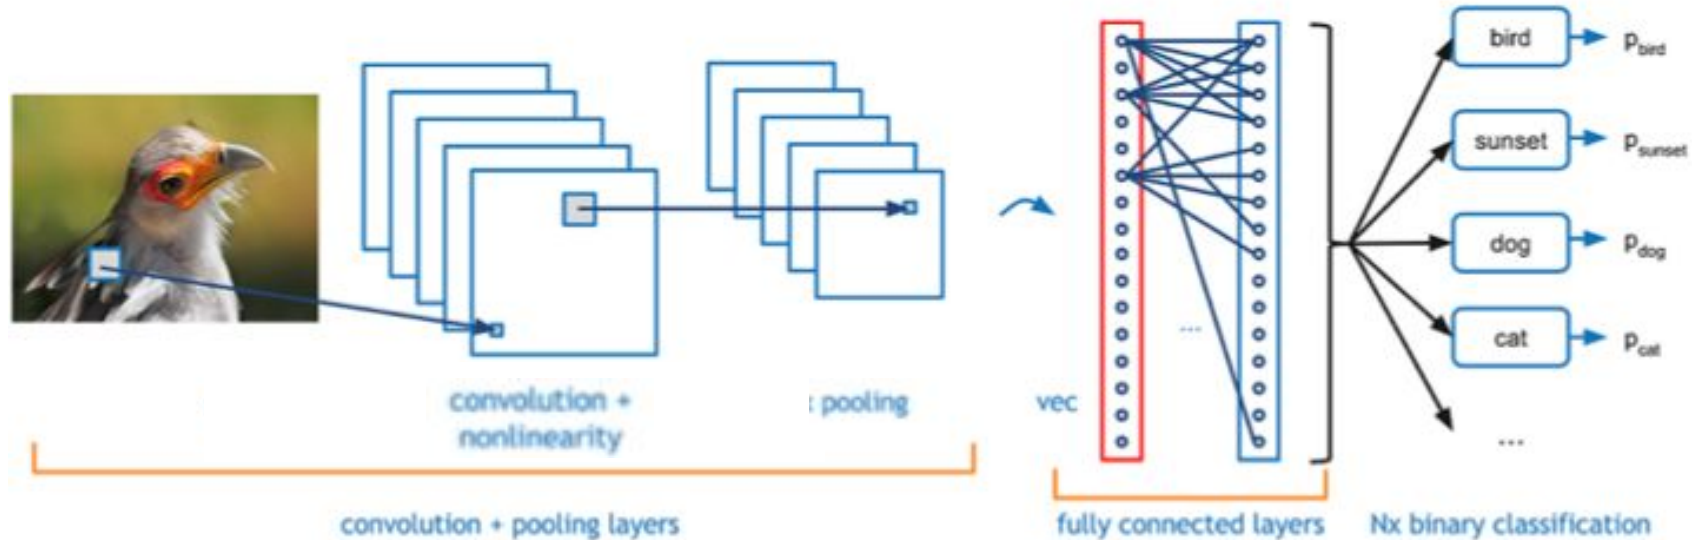 bird
p_bird
sunset
p_sunset
dog
p_dog
cat
p_cat
...
...
convolution +
nonlinearity
pooling
vec
convolution + pooling layers
fully connected layers
Nx binary classification